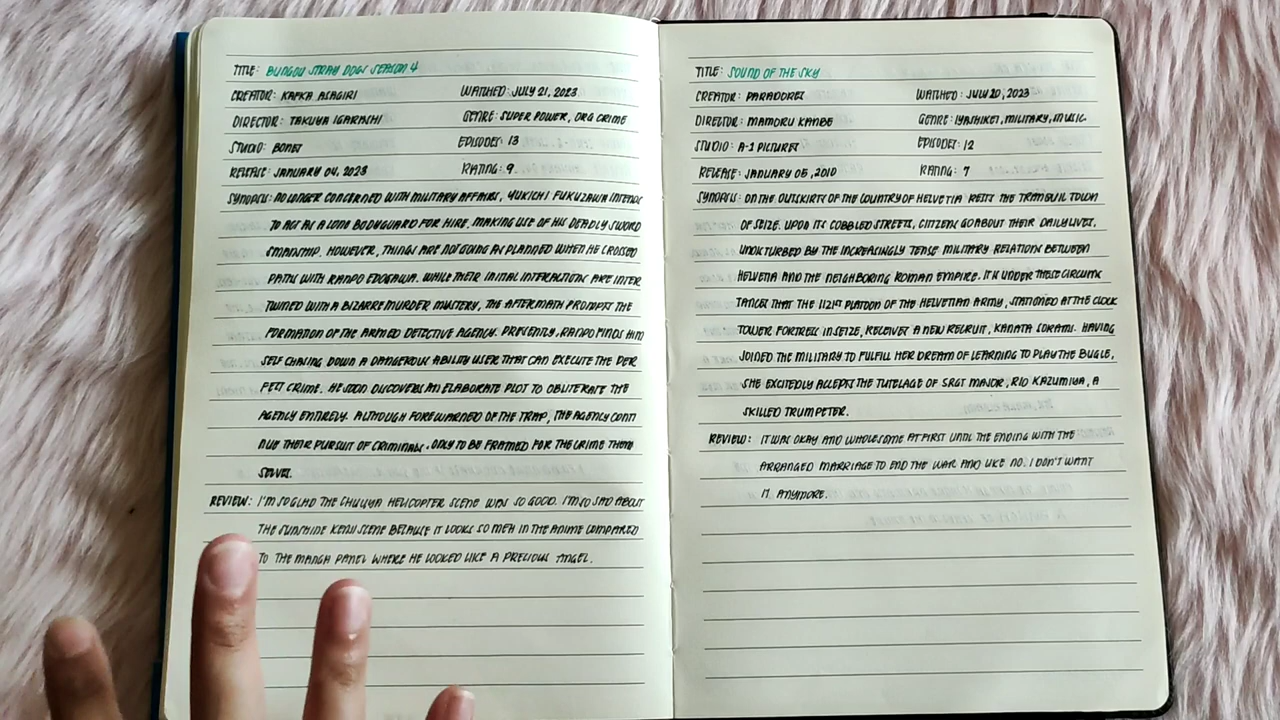 TITLE: BUNGOU STRAY DOGS SEASON 4
CREATOR: KAFKA ASAGIRI WATCHED: JULY 21, 2023
DIRECTOR: TAKUYA IGARASHI GENRE: SUPER POWER, ORG CRIME
STUDIO: BONES EPISODES: 13
RELEASE: JANUARY 04, 2023 RATING: 9
SYNOPSIS: NO LONGER CONCERNED WITH MILITARY AFFAIRS, YUKICHI FUKUZAWA INTENDS
TO ACT AS A LONE BODYGUARD FOR HIRE, MAKING USE OF HIS DEADLY SWORD
SMANSHIP. HOWEVER, THINGS ARE NOT GOING AS PLANNED WHEN HE CROSSED
PATHS WITH RANPO EDOGAWA. WHILE THEIR INITIAL INTERACTIONS ARE INTER
TWINED WITH A BIZARRE MURDER MYSTERY, THE AFTERMATH PROMPTS THE
FORMATION OF THE ARMED DETECTIVE AGENCY. PRESENTLY, RANPO FINDS HIM
SELF CHASING DOWN A DANGEROUS ABILITY USER THAT CAN EXECUTE THE PER
FECT CRIME. HE SOON DISCOVERS AN ELABORATE PLOT TO OBLITERATE THE
AGENCY ENTIRELY. ALTHOUGH FOREWARNED OF THE TRAP, THE AGENCY CONTI
NUE THEIR PURSUIT OF CRIMINALS, ONLY TO BE FRAMED FOR THE CRIME THEM
SELVES.
REVIEW: I'M SO GLAD THE CHUUYA HELICOPTER SCENE WAS SO GOOD. I'M SO SAD ABOUT
THE SUNSHINE KENJI SCENE BECAUSE IT LOOKS SO MEH IN THE ANIME COMPARED
TO THE MANGA PANEL WHERE HE LOOKED LIKE A PRECIOUS ANGEL.
TITLE: SOUND OF THE SKY
CREATOR: PARADORES WATCHED: JULY 20, 2023
DIRECTOR: MAMORU KANBE GENRE: IYASHIKEI, MILITARY, MUSIC
STUDIO: A-1 PICTURES EPISODES: 12
RELEASE: JANUARY 05, 2010 RATING: 7
SYNOPSIS: ON THE OUTSKIRTS OF THE COUNTRY OF HELVETIA RESTS THE TRANQUIL TOWN
OF SEIZE. UPON ITS COBBLED STREETS, CITIZENS GO ABOUT THEIR DAILY LIVES,
UNDISTURBED BY THE INCREASINGLY TENSE MILITARY RELATIONS BETWEEN
HELVETIA AND THE NEIGHBORING ROMAN EMPIRE. IT IS UNDER THESE CIRCUMS
TANCES THAT THE 1121ST PLATOON OF THE HELVETIAN ARMY, STATIONED AT THE CLOCK
TOWER FORTRESS IN SEIZE, RECEIVES A NEW RECRUIT, KANATA SORAMI. HAVING
JOINED THE MILITARY TO FULFILL HER DREAM OF LEARNING TO PLAY THE BUGLE,
SHE EXCITEDLY ACCEPTS THE TUTELAGE OF SRGT MAJOR, RIO KAZUMIYA, A
SKILLED TRUMPETER.
REVIEW: IT WAS OKAY AND WHOLESOME AT FIRST UNTIL THE ENDING WITH THE
ARRANGED MARRIAGE TO END THE WAR AND LIKE NO. I DON'T WANT
IT ANYMORE.